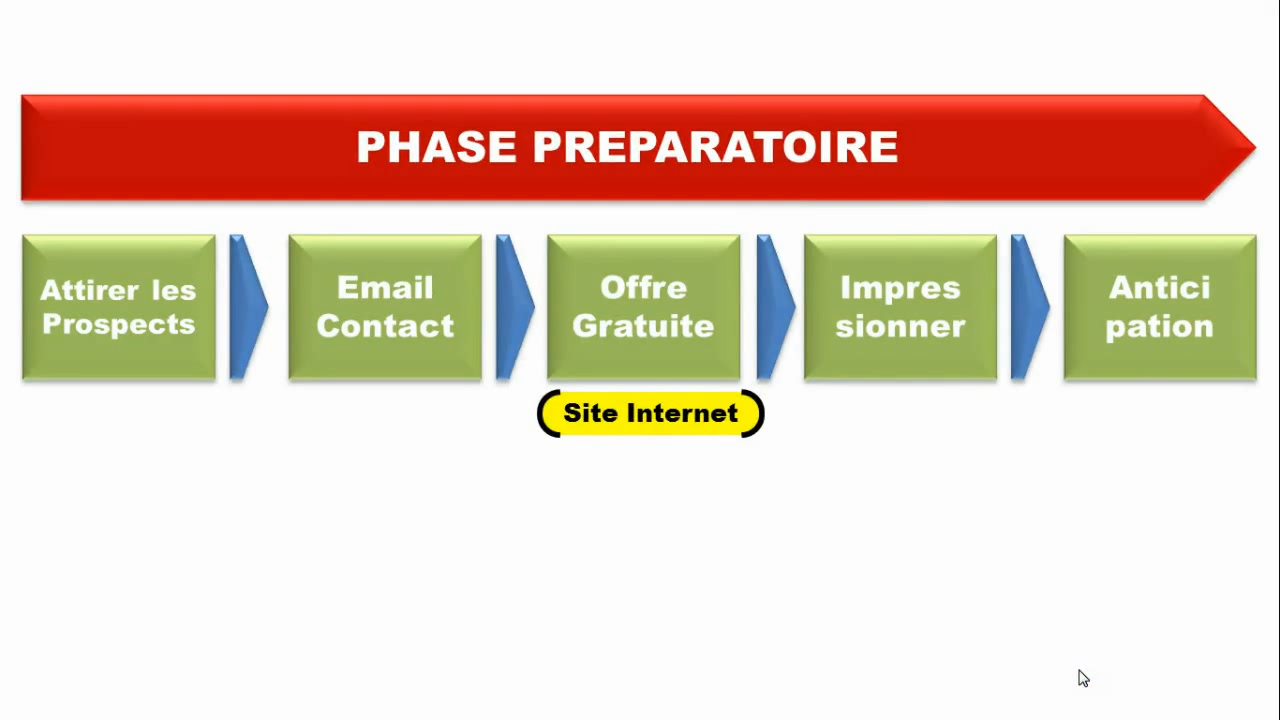 PHASE PREPARATOIRE
Attirer les
Prospects
Email
Contact
Offre
Gratuite
Impres
sionner
Antici
pation
Site Internet